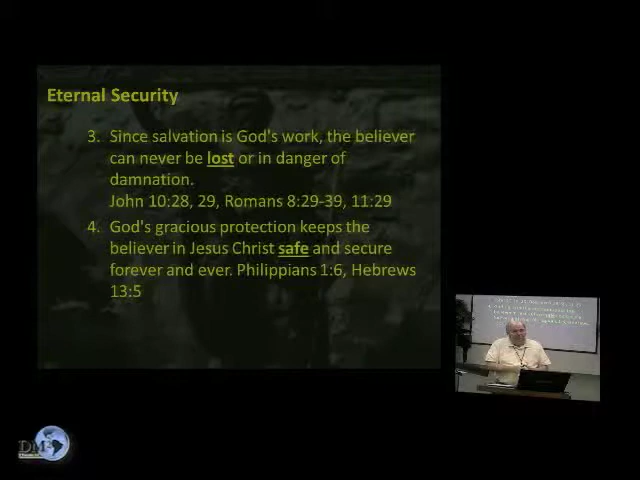 Eternal Security
3. Since salvation is God's work, the believer
can never be lost or in danger of
damnation.
John 10:28, 29, Romans 8:29-39, 11:29
4. God's gracious protection keeps the
believer in Jesus Christ safe and secure
forever and ever. Philippians 1:6, Hebrews
13:5